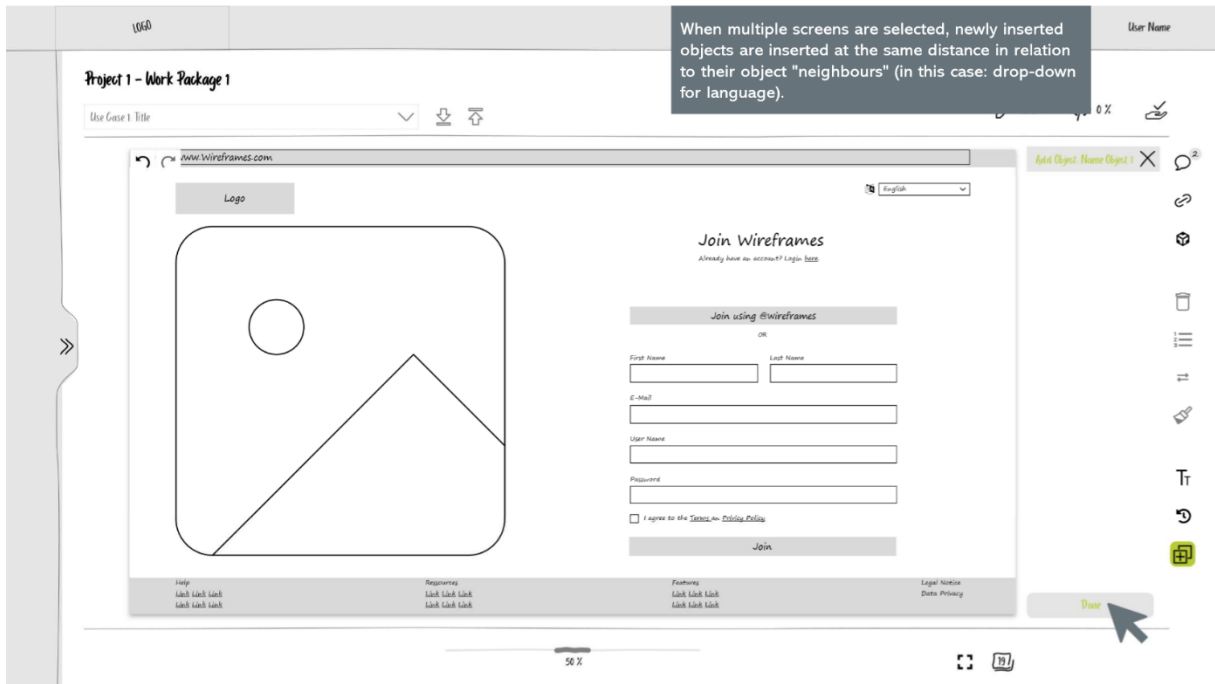 LOGO
When multiple screens are selected, newly inserted
objects are inserted at the same distance in relation
to their object "neighbours" (in this case: drop-down
for language).
User Name
Project 1 - Work Package 1
Use Case 1 Title
0 %
www.Wireframes.com
Add Object: Name Object 1
2
Logo
English
Join Wireframes
Already have an account? Login here
Join using @wireframes
OR
First Name Last Name
E-Mail
User Name
Password
I agree to the Terms an Privicy Policy
Join
Help Ressources Features Legal Notice
Link Link Link Link Link Link Link Link Link Data Privacy
Link Link Link Link Link Link Link Link Link
Done
50 %
19